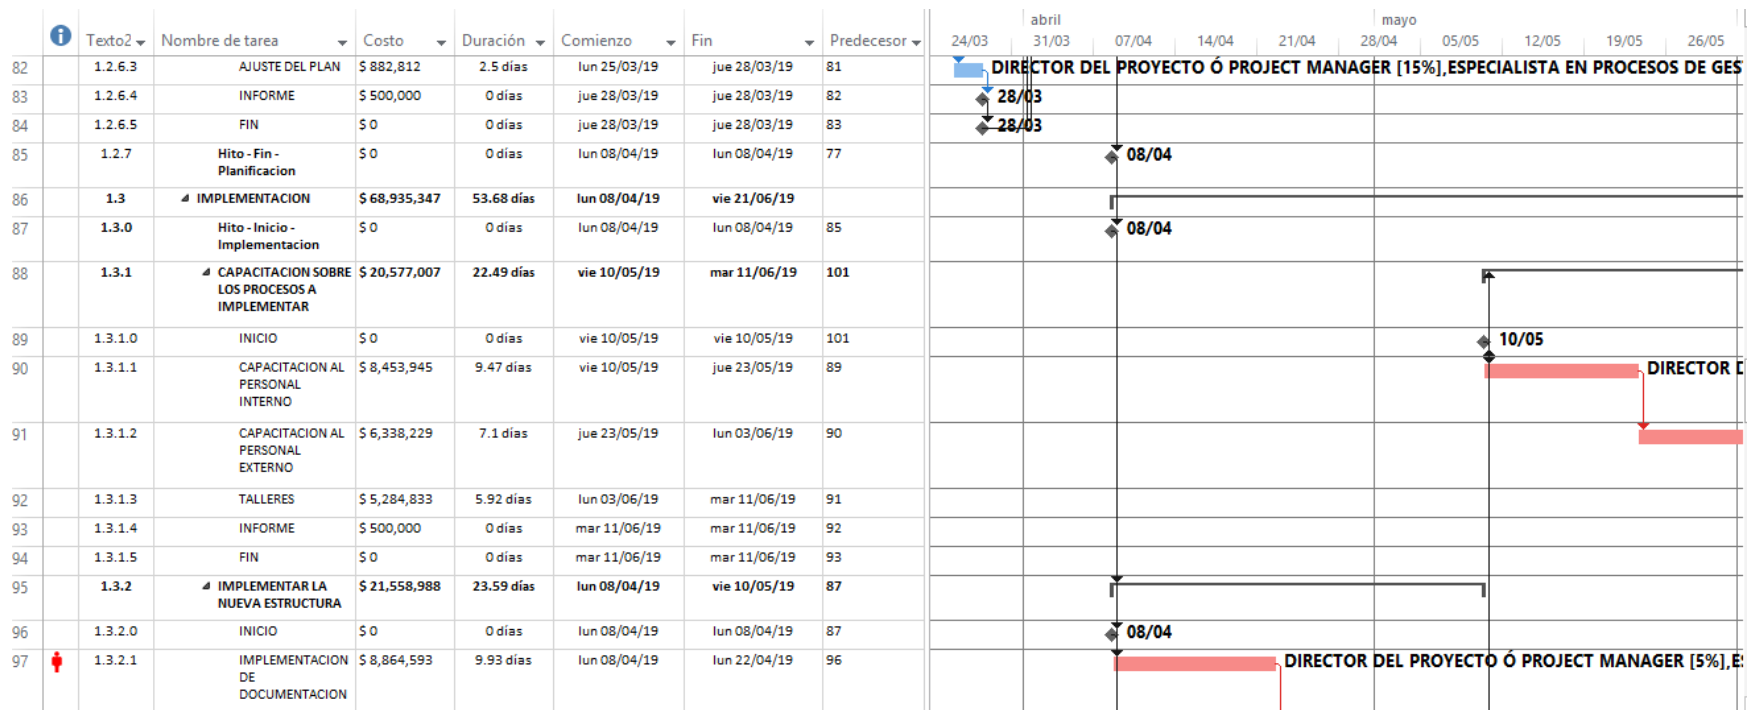 abril mayo
Texto2 Nombre de tarea Costo Duración Comienzo Fin Predecesor 24/03 31/03 07/04 14/04 21/04 28/04 05/05 12/05 19/05 26/05
82 1.2.6.3 AJUSTE DEL PLAN $ 882,812 2.5 días lun 25/03/19 jue 28/03/19 81 DIRECTOR DEL PROYECTO Ó PROJECT MANAGER [15%],ESPECIALISTA EN PROCESOS DE GES
83 1.2.6.4 INFORME $ 500,000 0 días jue 28/03/19 jue 28/03/19 82 28/03
84 1.2.6.5 FIN $ 0 0 días jue 28/03/19 jue 28/03/19 83 28/03
85 1.2.7 Hito - Fin - $ 0 0 días lun 08/04/19 lun 08/04/19 77 08/04
Planificacion
86 1.3 IMPLEMENTACION $ 68,935,347 53.68 días lun 08/04/19 vie 21/06/19
87 1.3.0 Hito - Inicio - $ 0 0 días lun 08/04/19 lun 08/04/19 85 08/04
Implementacion
88 1.3.1 CAPACITACION SOBRE $ 20,577,007 22.49 días vie 10/05/19 mar 11/06/19 101
LOS PROCESOS A
IMPLEMENTAR
89 1.3.1.0 INICIO $ 0 0 días vie 10/05/19 vie 10/05/19 101 10/05
90 1.3.1.1 CAPACITACION AL $ 8,453,945 9.47 días vie 10/05/19 jue 23/05/19 89 DIRECTOR D
PERSONAL
INTERNO
91 1.3.1.2 CAPACITACION AL $ 6,338,229 7.1 días jue 23/05/19 lun 03/06/19 90
PERSONAL
EXTERNO
92 1.3.1.3 TALLERES $ 5,284,833 5.92 días lun 03/06/19 mar 11/06/19 91
93 1.3.1.4 INFORME $ 500,000 0 días mar 11/06/19 mar 11/06/19 92
94 1.3.1.5 FIN $ 0 0 días mar 11/06/19 mar 11/06/19 93
95 1.3.2 IMPLEMENTAR LA $ 21,558,988 23.59 días lun 08/04/19 vie 10/05/19 87
NUEVA ESTRUCTURA
96 1.3.2.0 INICIO $ 0 0 días lun 08/04/19 lun 08/04/19 87 08/04
97 1.3.2.1 IMPLEMENTACION $ 8,864,593 9.93 días lun 08/04/19 lun 22/04/19 96 DIRECTOR DEL PROYECTO Ó PROJECT MANAGER [5%],ES
DE
DOCUMENTACION